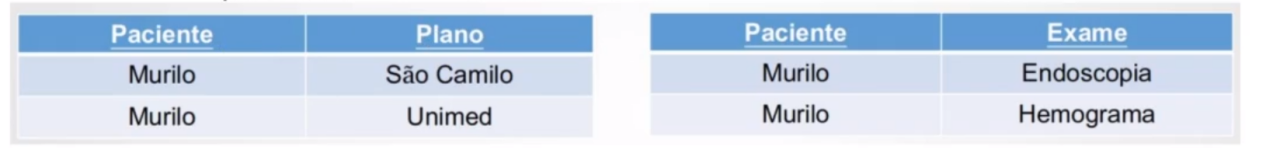 Paciente Plano
Murilo São Camilo
Murilo Unimed
Paciente Exame
Murilo Endoscopia
Murilo Hemograma